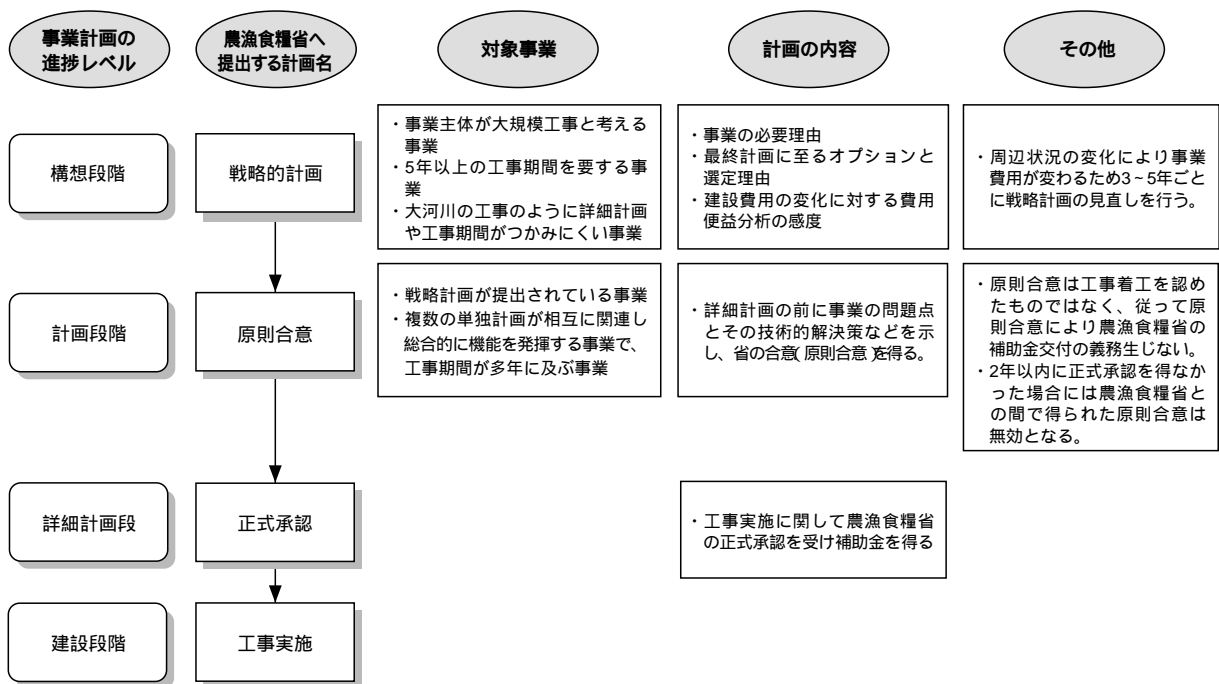 事業計画の
進捗レベル
農漁食糧省へ
提出する計画名
対象事業
計画の内容
その他
構想段階
戦略的計画
・事業主体が大規模工事と考える
事業
・5年以上の工事期間を要する事
業
・大河川の工事のように詳細計画
や工事期間がつかみにくい事業
・事業の必要理由
・最終計画に至るオプションと
選定理由
・建設費用の変化に対する費用
便益分析の感度
・周辺状況の変化により事業
費用が変わるため3~5年ごと
に戦略計画の見直しを行う。
計画段階
原則合意
・戦略計画が提出されている事業
・複数の単独計画が相互に関連し
総合的に機能を発揮する事業で、
工事期間が多年に及ぶ事業
・詳細計画の前に事業の問題点
とその技術的解決策などを示
し、省の合意(原則合意)を得る。
・原則合意は工事着工を認め
たものではなく、従って原
則合意により農漁食糧省の
補助金交付の義務生じない。
・2年以内に正式承認を得なか
った場合には農漁食糧省と
の間で得られた原則合意は
無効となる。
詳細計画段
正式承認
・工事実施に関して農漁食糧省
の正式承認を受け補助金を得る
建設段階
工事実施